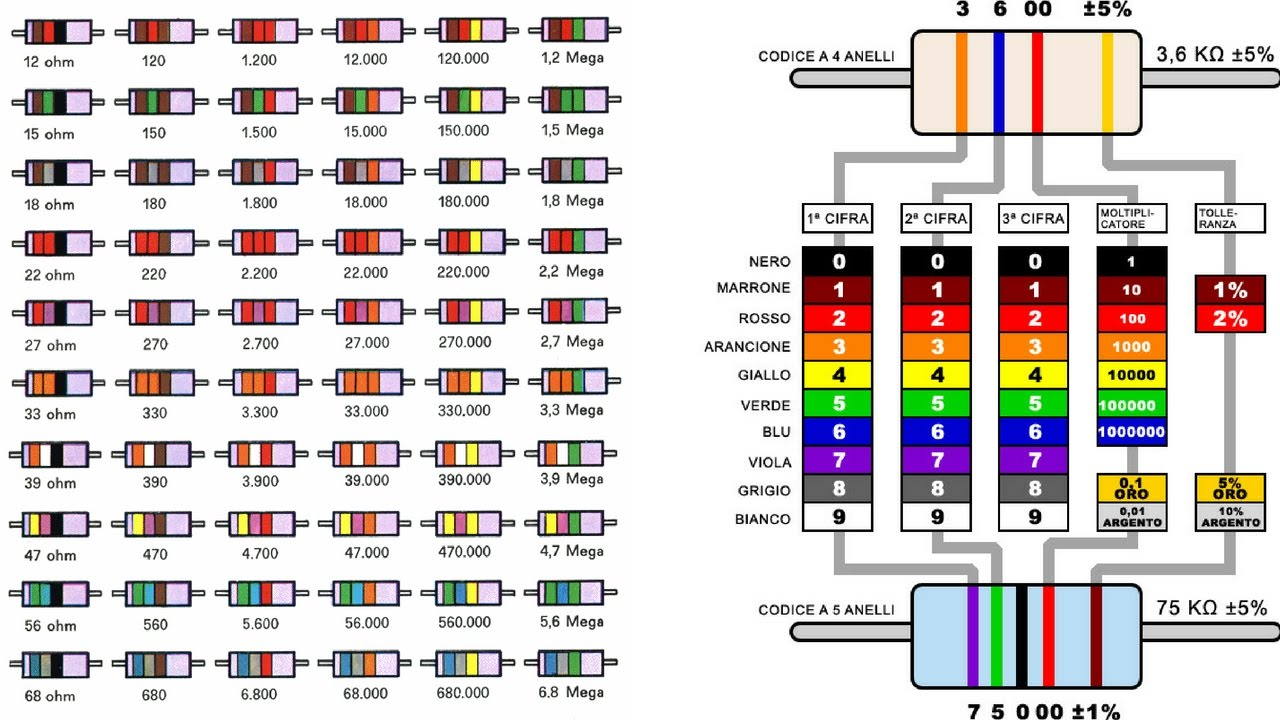 12 ohm 120 1.200 12.000 120.000 1,2 Mega
15 ohm 150 1.500 15.000 150.000 1,5 Mega
18 ohm 180 1.800 18.000 180.000 1,8 Mega
22 ohm 220 2.200 22.000 220.000 2,2 Mega
27 ohm 270 2.700 27.000 270.000 2,7 Mega
33 ohm 330 3.300 33.000 330.000 3,3 Mega
39 ohm 390 3.900 39.000 390.000 3,9 Mega
47 ohm 470 4.700 47.000 470.000 4,7 Mega
56 ohm 560 5.600 56.000 560.000 5,6 Mega
68 ohm 680 6.800 68.000 680.000 6.8 Mega
3 6 00 ±5%
CODICE A 4 ANELLI 3,6 KΩ ±5%
1ª CIFRA 2ª CIFRA 3ª CIFRA MOLTIPLI-
CATORE TOLLE-
RANZA
NERO 0 0 0 1
MARRONE 1 1 1 10 1%
ROSSO 2 2 2 100 2%
ARANCIONE 3 3 3 1000
GIALLO 4 4 4 10000
VERDE 5 5 5 100000
BLU 6 6 6 1000000
VIOLA 7 7 7
GRIGIO 8 8 8 0,1
ORO 5%
ORO
BIANCO 9 9 9 0,01
ARGENTO 10%
ARGENTO
CODICE A 5 ANELLI 75 KΩ ±5%
7 5 0 00 ±1%